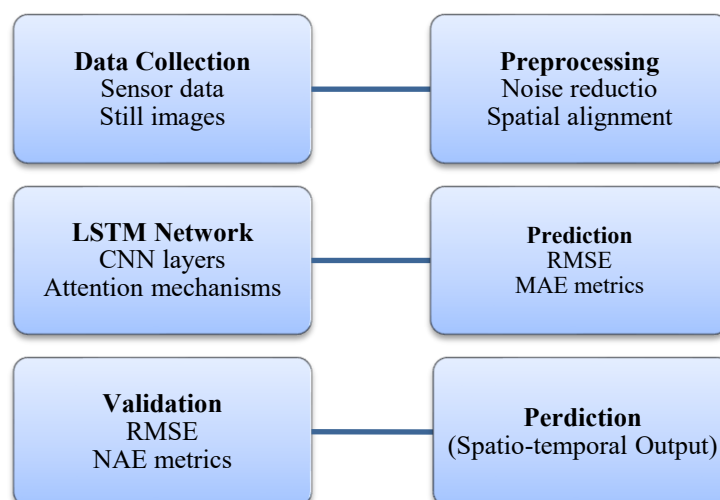 Data Collection
Sensor data
Still images
Preprocessing
Noise reductio
Spatial alignment
LSTM Network
CNN layers
Attention mechanisms
Prediction
RMSE
MAE metrics
Validation
RMSE
NAE metrics
Perdiction
(Spatio-temporal Output)